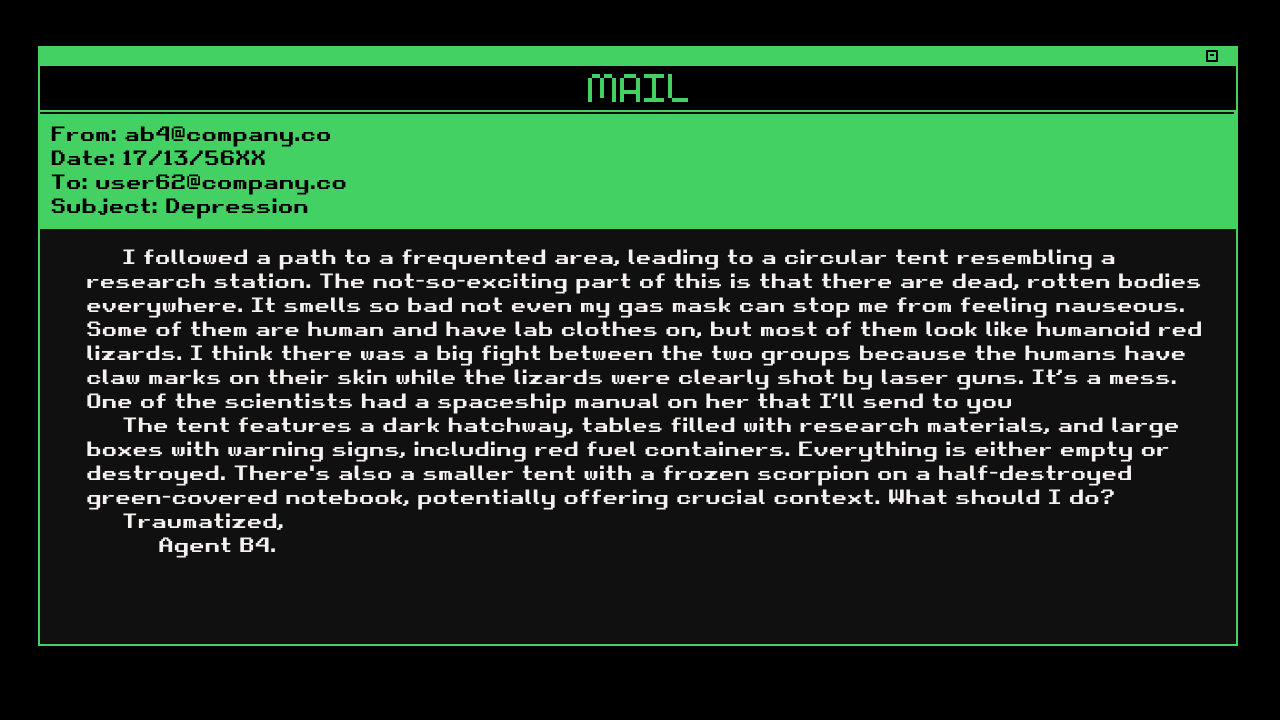 MAIL
From: ab4@company.co
Date: 17/13/56XX
To: user62@company.co
Subject: Depression
I followed a path to a frequented area, leading to a circular tent resembling a
research station. The not-so-exciting part of this is that there are dead, rotten bodies
everywhere. It smells so bad not even my gas mask can stop me from feeling nauseous.
Some of them are human and have lab clothes on, but most of them look like humanoid red
lizards. I think there was a big fight between the two groups because the humans have
claw marks on their skin while the lizards were clearly shot by laser guns. It's a mess.
One of the scientists had a spaceship manual on her that I'll send to you
The tent features a dark hatchway, tables filled with research materials, and large
boxes with warning signs, including red fuel containers. Everything is either empty or
destroyed. There's also a smaller tent with a frozen scorpion on a half-destroyed
green-covered notebook, potentially offering crucial context. What should I do?
Traumatized,
Agent B4.